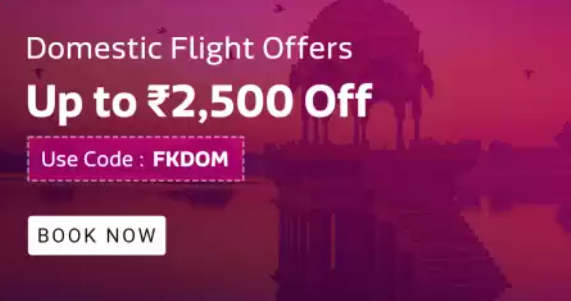 Domestic Flight Offers
Up to ₹2,500 Off
Use Code : FKDOM
BOOK NOW